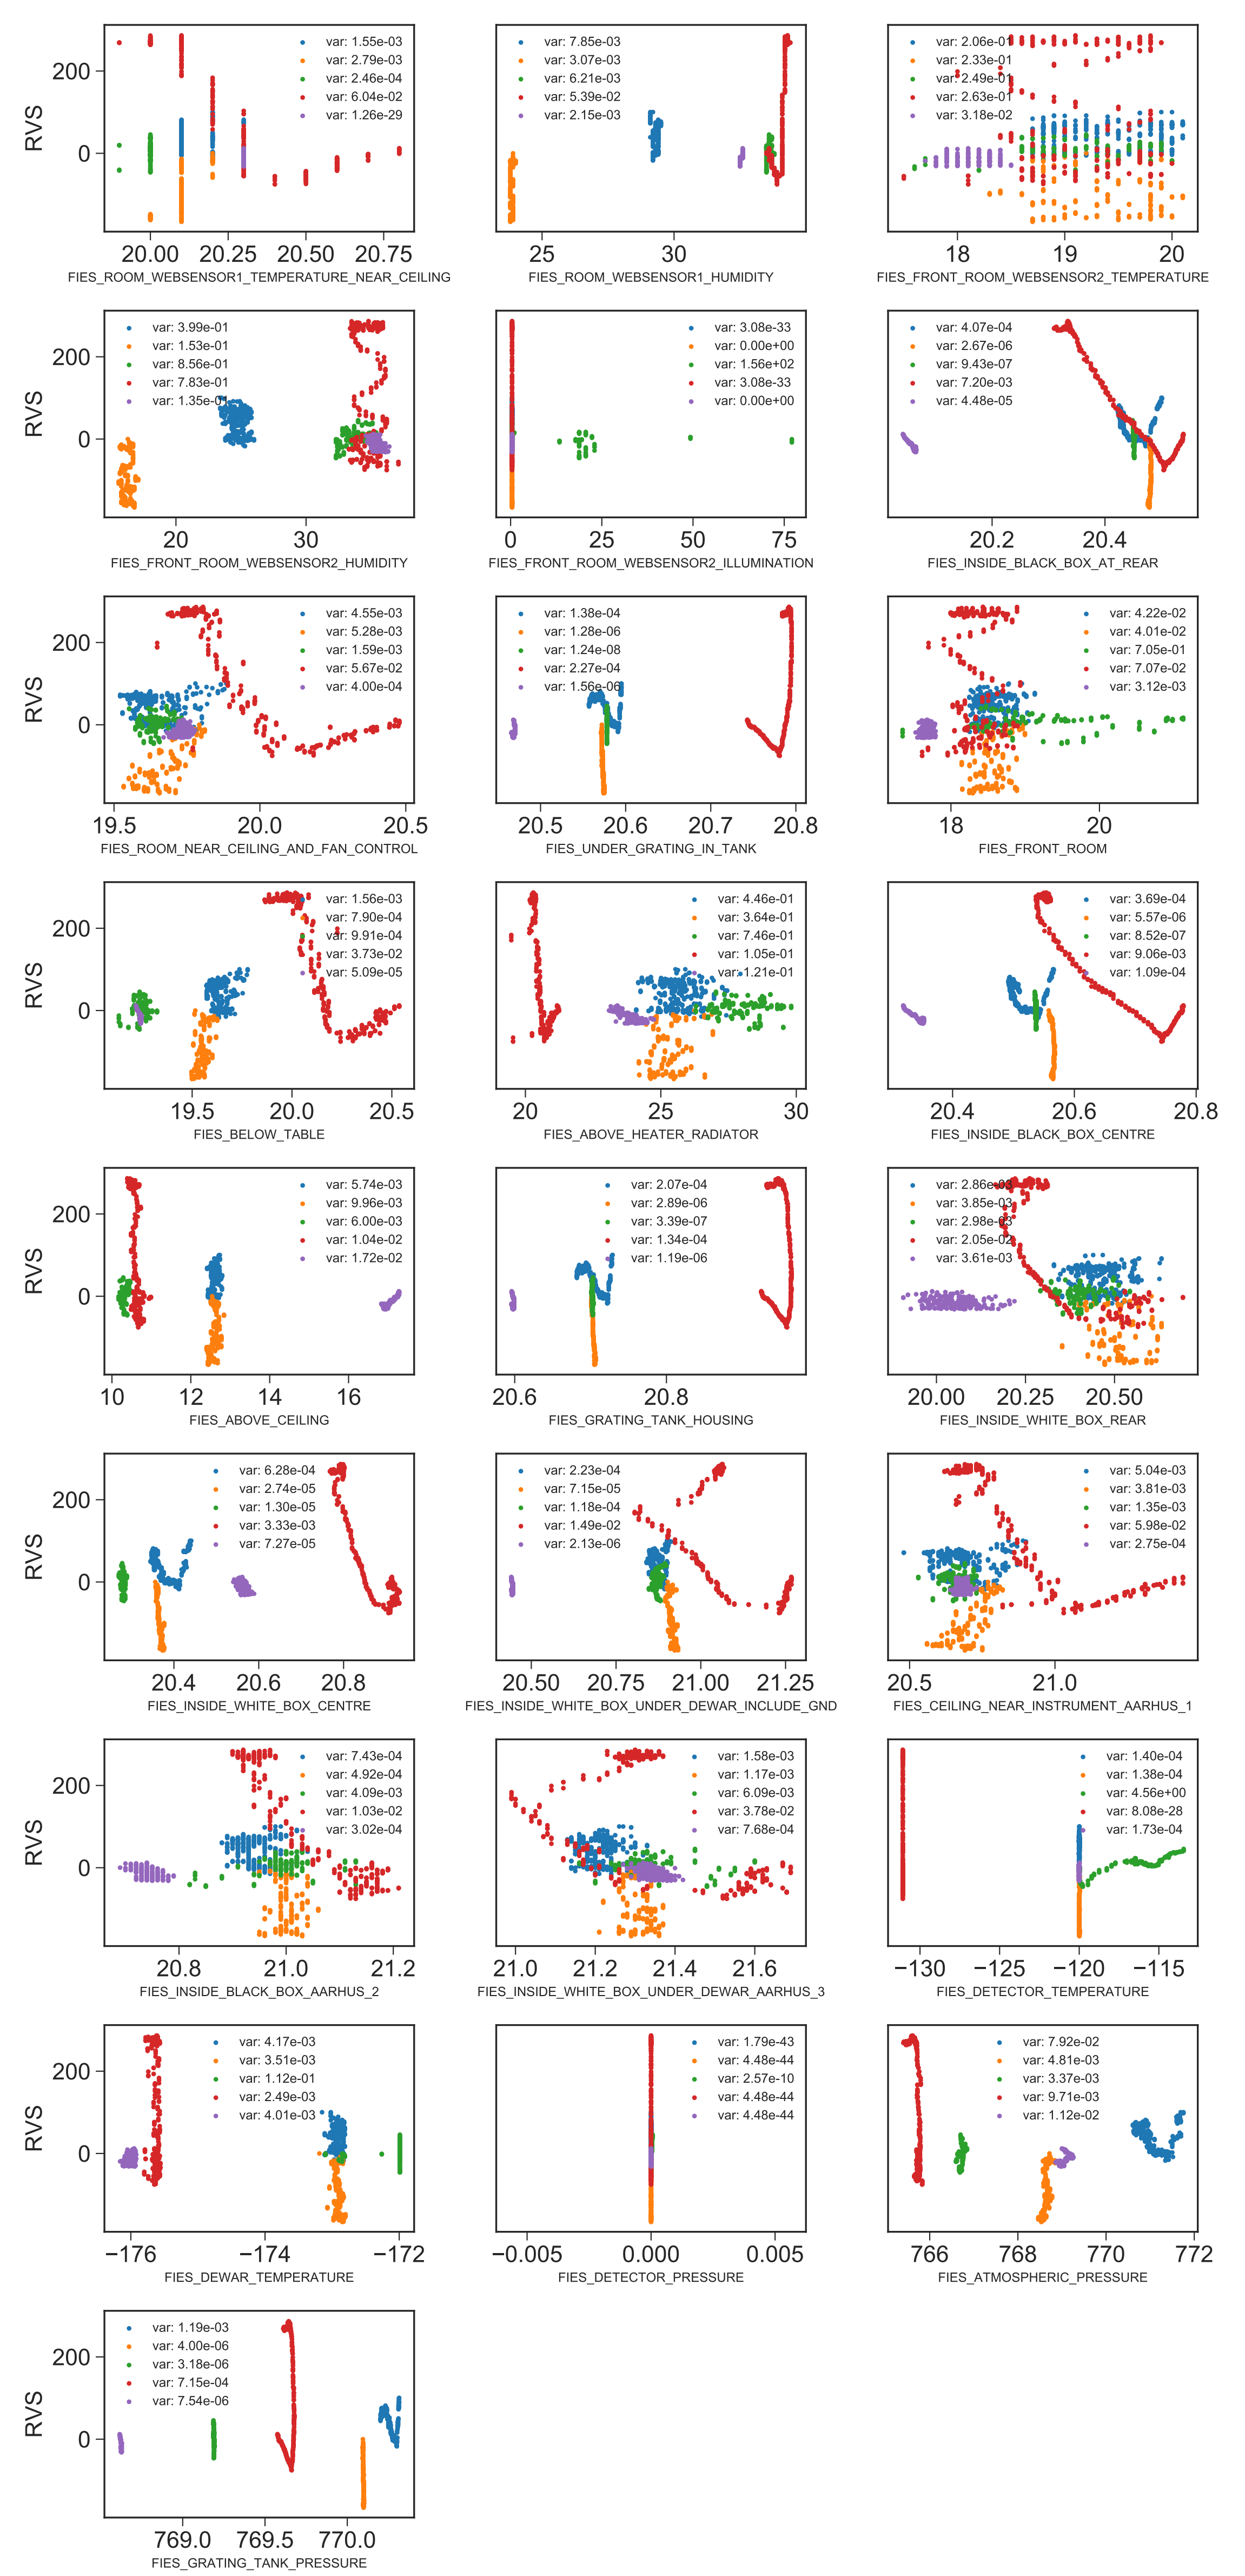 var: 1.55e-03
var: 2.79e-03
var: 2.46e-04
var: 6.04e-02
var: 1.26e-29
RVS
200
0
20.00 20.25 20.50 20.75
FIES_ROOM_WEBSENSOR1_TEMPERATURE_NEAR_CEILING
var: 7.85e-03
var: 3.07e-03
var: 6.21e-03
var: 5.39e-02
var: 2.15e-03
25 30
FIES_ROOM_WEBSENSOR1_HUMIDITY
var: 2.06e-01
var: 2.33e-01
var: 2.49e-01
var: 2.63e-01
var: 3.18e-02
18 19 20
FIES_FRONT_ROOM_WEBSENSOR2_TEMPERATURE
var: 3.99e-01
var: 1.53e-01
var: 8.56e-01
var: 7.83e-01
var: 1.35e-01
RVS
200
0
20 30
FIES_FRONT_ROOM_WEBSENSOR2_HUMIDITY
var: 3.08e-33
var: 0.00e+00
var: 1.56e+02
var: 3.08e-33
var: 0.00e+00
0 25 50 75
FIES_FRONT_ROOM_WEBSENSOR2_ILLUMINATION
var: 4.07e-04
var: 2.67e-06
var: 9.43e-07
var: 7.20e-03
var: 4.48e-05
20.2 20.4
FIES_INSIDE_BLACK_BOX_AT_REAR
var: 4.55e-03
var: 5.28e-03
var: 1.59e-03
var: 5.67e-02
var: 4.00e-04
RVS
200
0
19.5 20.0 20.5
FIES_ROOM_NEAR_CEILING_AND_FAN_CONTROL
var: 1.38e-04
var: 1.28e-06
var: 1.24e-08
var: 2.27e-04
var: 1.56e-06
20.5 20.6 20.7 20.8
FIES_UNDER_GRATING_IN_TANK
var: 4.22e-02
var: 4.01e-02
var: 7.05e-01
var: 7.07e-02
var: 3.12e-03
18 20
FIES_FRONT_ROOM
var: 1.56e-03
var: 7.90e-04
var: 9.91e-04
var: 3.73e-02
var: 5.09e-05
RVS
200
0
19.5 20.0 20.5
FIES_BELOW_TABLE
var: 4.46e-01
var: 3.64e-01
var: 7.46e-01
var: 1.05e-01
var: 1.21e-01
20 25 30
FIES_ABOVE_HEATER_RADIATOR
var: 3.69e-04
var: 5.57e-06
var: 8.52e-07
var: 9.06e-03
var: 1.09e-04
20.4 20.6 20.8
FIES_INSIDE_BLACK_BOX_CENTRE
var: 5.74e-03
var: 9.96e-03
var: 6.00e-03
var: 1.04e-02
var: 1.72e-02
RVS
200
0
10 12 14 16
FIES_ABOVE_CEILING
var: 2.07e-04
var: 2.89e-06
var: 3.39e-07
var: 1.34e-04
var: 1.19e-06
20.6 20.8
FIES_GRATING_TANK_HOUSING
var: 2.86e-03
var: 3.85e-03
var: 2.98e-03
var: 2.05e-02
var: 3.61e-03
20.00 20.25 20.50
FIES_INSIDE_WHITE_BOX_REAR
var: 6.28e-04
var: 2.74e-05
var: 1.30e-05
var: 3.33e-03
var: 7.27e-05
RVS
200
0
20.4 20.6 20.8
FIES_INSIDE_WHITE_BOX_CENTRE
var: 2.23e-04
var: 7.15e-05
var: 1.18e-04
var: 1.49e-02
var: 2.13e-06
20.50 20.75 21.00 21.25
FIES_INSIDE_WHITE_BOX_UNDER_DEWAR_INCLUDE_GND
var: 5.04e-03
var: 3.81e-03
var: 1.35e-03
var: 5.98e-02
var: 2.75e-04
20.5 21.0
FIES_CEILING_NEAR_INSTRUMENT_AARHUS_1
var: 7.43e-04
var: 4.92e-04
var: 4.09e-03
var: 1.03e-02
var: 3.02e-04
RVS
200
0
20.8 21.0 21.2
FIES_INSIDE_BLACK_BOX_AARHUS_2
var: 1.58e-03
var: 1.17e-03
var: 6.09e-03
var: 3.78e-02
var: 7.68e-04
21.0 21.2 21.4 21.6
FIES_INSIDE_WHITE_BOX_UNDER_DEWAR_AARHUS_3
var: 1.40e-04
var: 1.38e-04
var: 4.56e+00
var: 8.08e-28
var: 1.73e-04
−130 −125 −120 −115
FIES_DETECTOR_TEMPERATURE
var: 4.17e-03
var: 3.51e-03
var: 1.12e-01
var: 2.49e-03
var: 4.01e-03
RVS
200
0
−176 −174 −172
FIES_DEWAR_TEMPERATURE
var: 1.79e-43
var: 4.48e-44
var: 2.57e-10
var: 4.48e-44
var: 4.48e-44
−0.005 0.000 0.005
FIES_DETECTOR_PRESSURE
var: 7.92e-02
var: 4.81e-03
var: 3.37e-03
var: 9.71e-03
var: 1.12e-02
766 768 770 772
FIES_ATMOSPHERIC_PRESSURE
var: 1.19e-03
var: 4.00e-06
var: 3.18e-06
var: 7.15e-04
var: 7.54e-06
RVS
200
0
769.0 769.5 770.0
FIES_GRATING_TANK_PRESSURE